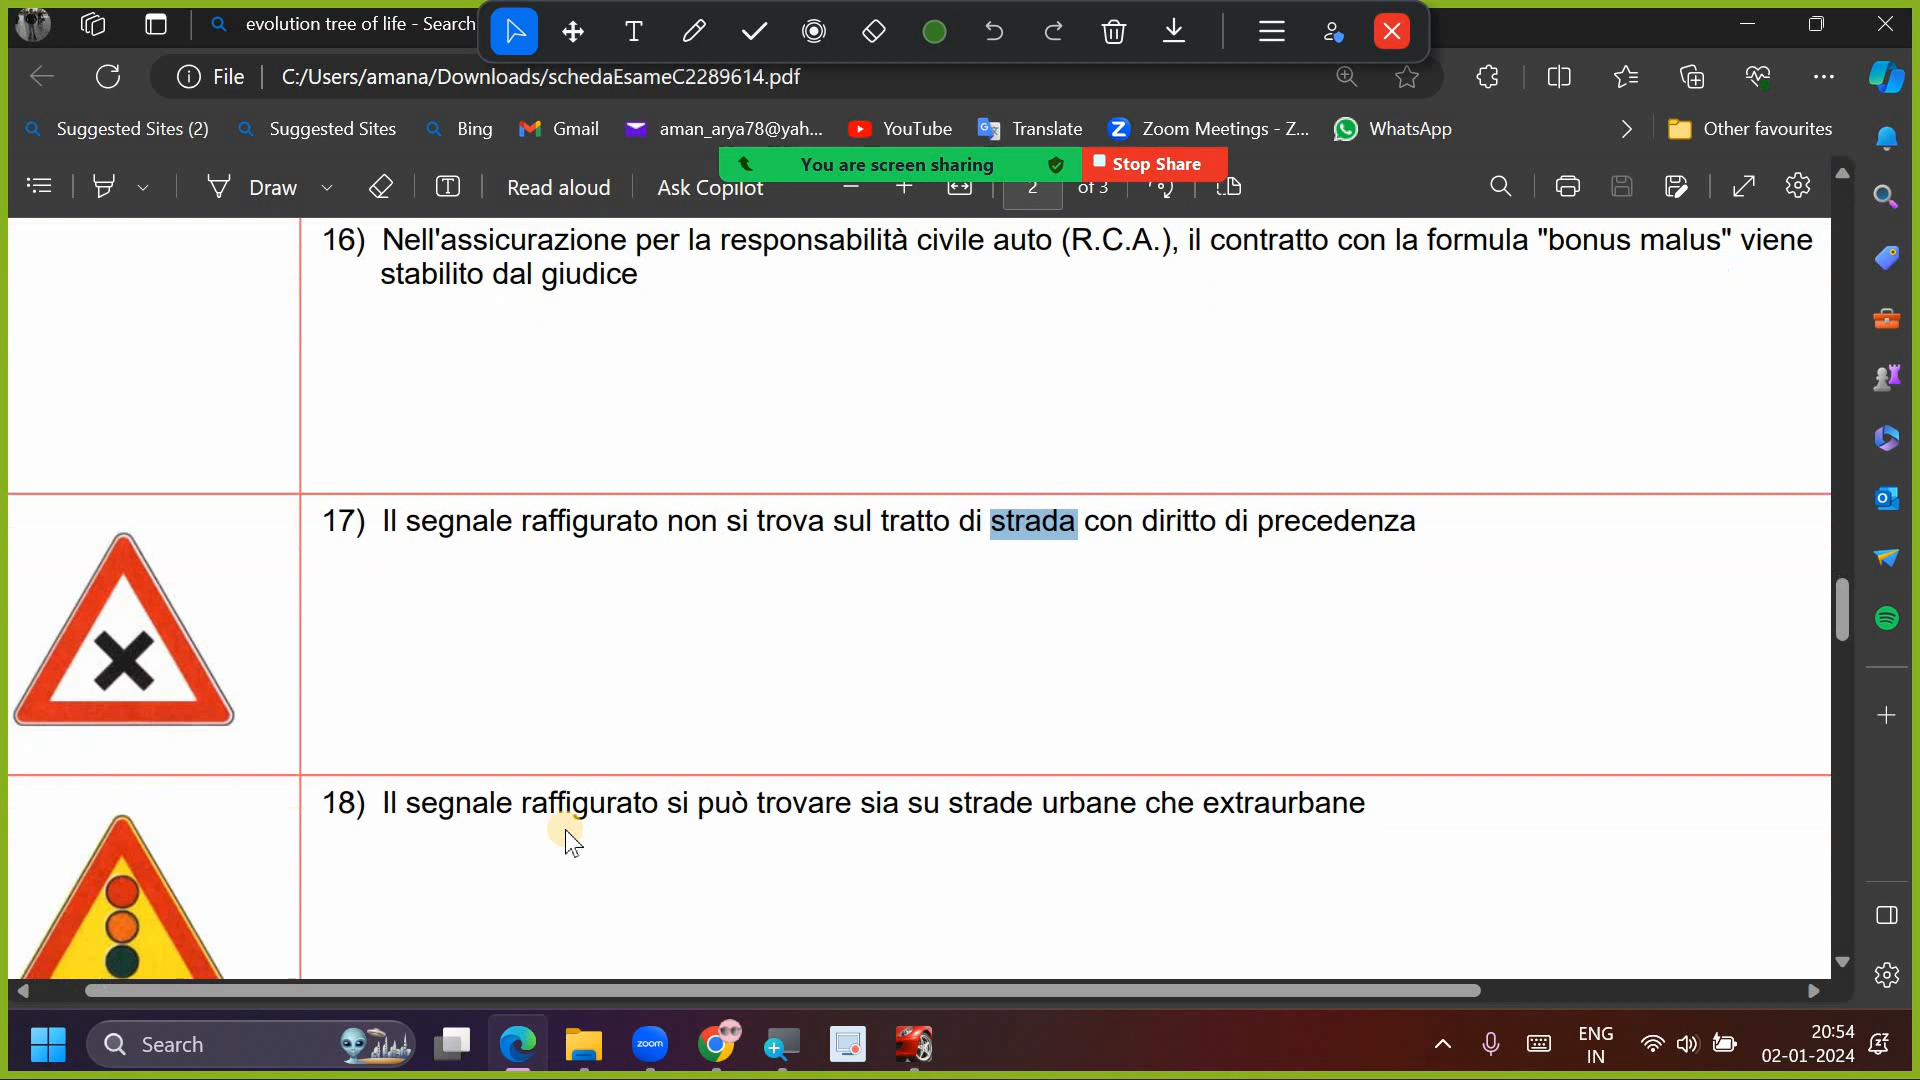 evolution tree of life - Search
T
File
C:/Users/amana/Downloads/schedaEsameC2289614.pdf
Suggested Sites (2)
Suggested Sites
Bing
Gmail
aman_arya78@yah...
YouTube
Translate
Zoom Meetings - Z...
WhatsApp
Other favourites
You are screen sharing
Stop Share
Draw
Read aloud
Ask Copilot
2
of 3
16) Nell'assicurazione per la responsabilità civile auto (R.C.A.), il contratto con la formula "bonus malus" viene
stabilito dal giudice
17) Il segnale raffigurato non si trova sul tratto di strada con diritto di precedenza
18) Il segnale raffigurato si può trovare sia su strade urbane che extraurbane
Search
zoom
ENG
IN
20:54
02-01-2024